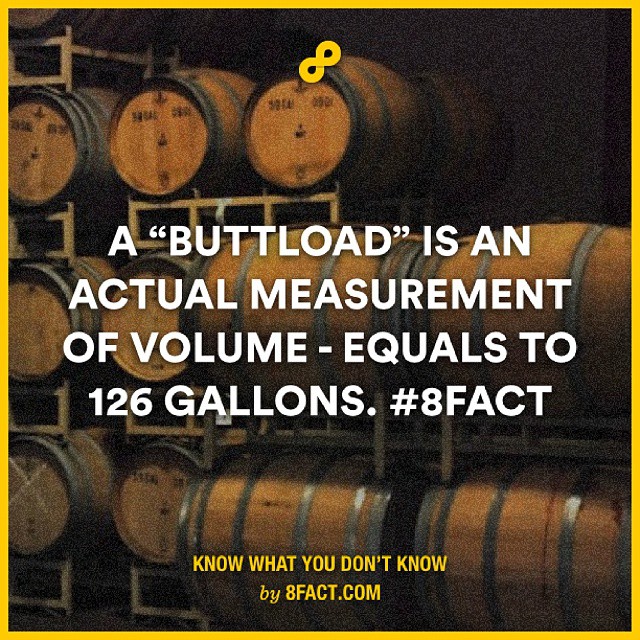 A “BUTTLOAD” IS AN
ACTUAL MEASUREMENT
OF VOLUME - EQUALS TO
126 GALLONS. #8FACT
KNOW WHAT YOU DON’T KNOW
by 8FACT.COM